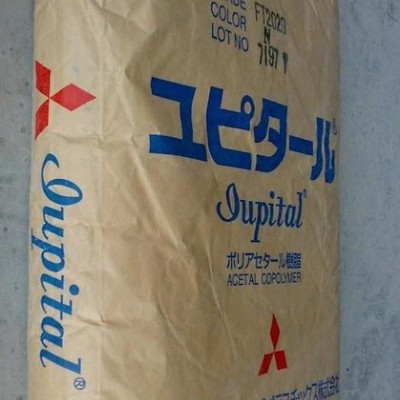 COLOR FT2020
LOT NO N
7197
ユピタール®
Iupital®
ポリアセタール樹脂
ACETAL COPOLYMER
Iupital®